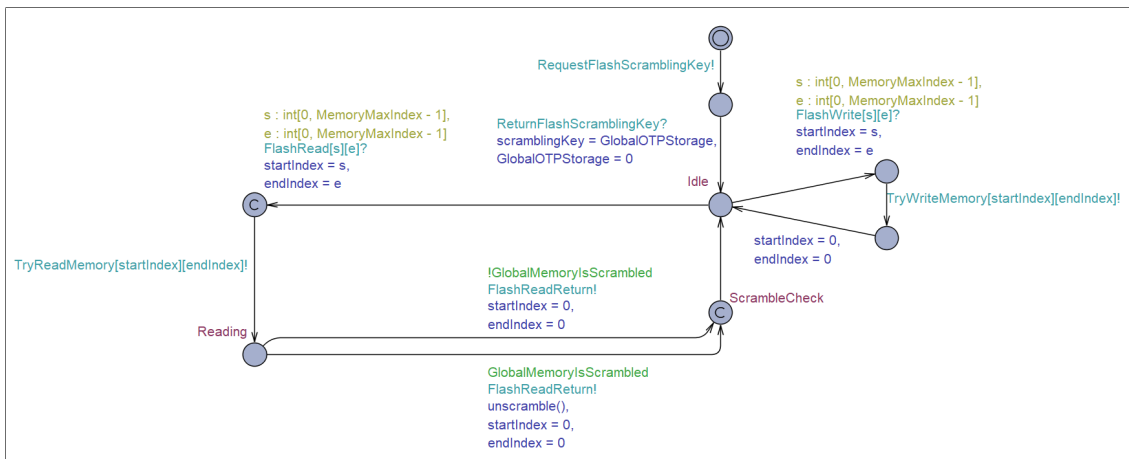 RequestFlashScramblingKey!
s : int[0, MemoryMaxIndex - 1],
e : int[0, MemoryMaxIndex - 1]
FlashWrite[s][e]?
startIndex = s,
endIndex = e
s : int[0, MemoryMaxIndex - 1],
e : int[0, MemoryMaxIndex - 1]
FlashRead[s][e]?
startIndex = s,
endIndex = e
ReturnFlashScramblingKey?
scramblingKey = GlobalOTPStorage,
GlobalOTPStorage = 0
Idle
C
TryWriteMemory[startIndex][endIndex]!
startIndex = 0,
endIndex = 0
TryReadMemory[startIndex][endIndex]!
!GlobalMemoryIsScrambled
FlashReadReturn!
startIndex = 0,
endIndex = 0
ScrambleCheck
C
Reading
GlobalMemoryIsScrambled
FlashReadReturn!
unscramble(),
startIndex = 0,
endIndex = 0